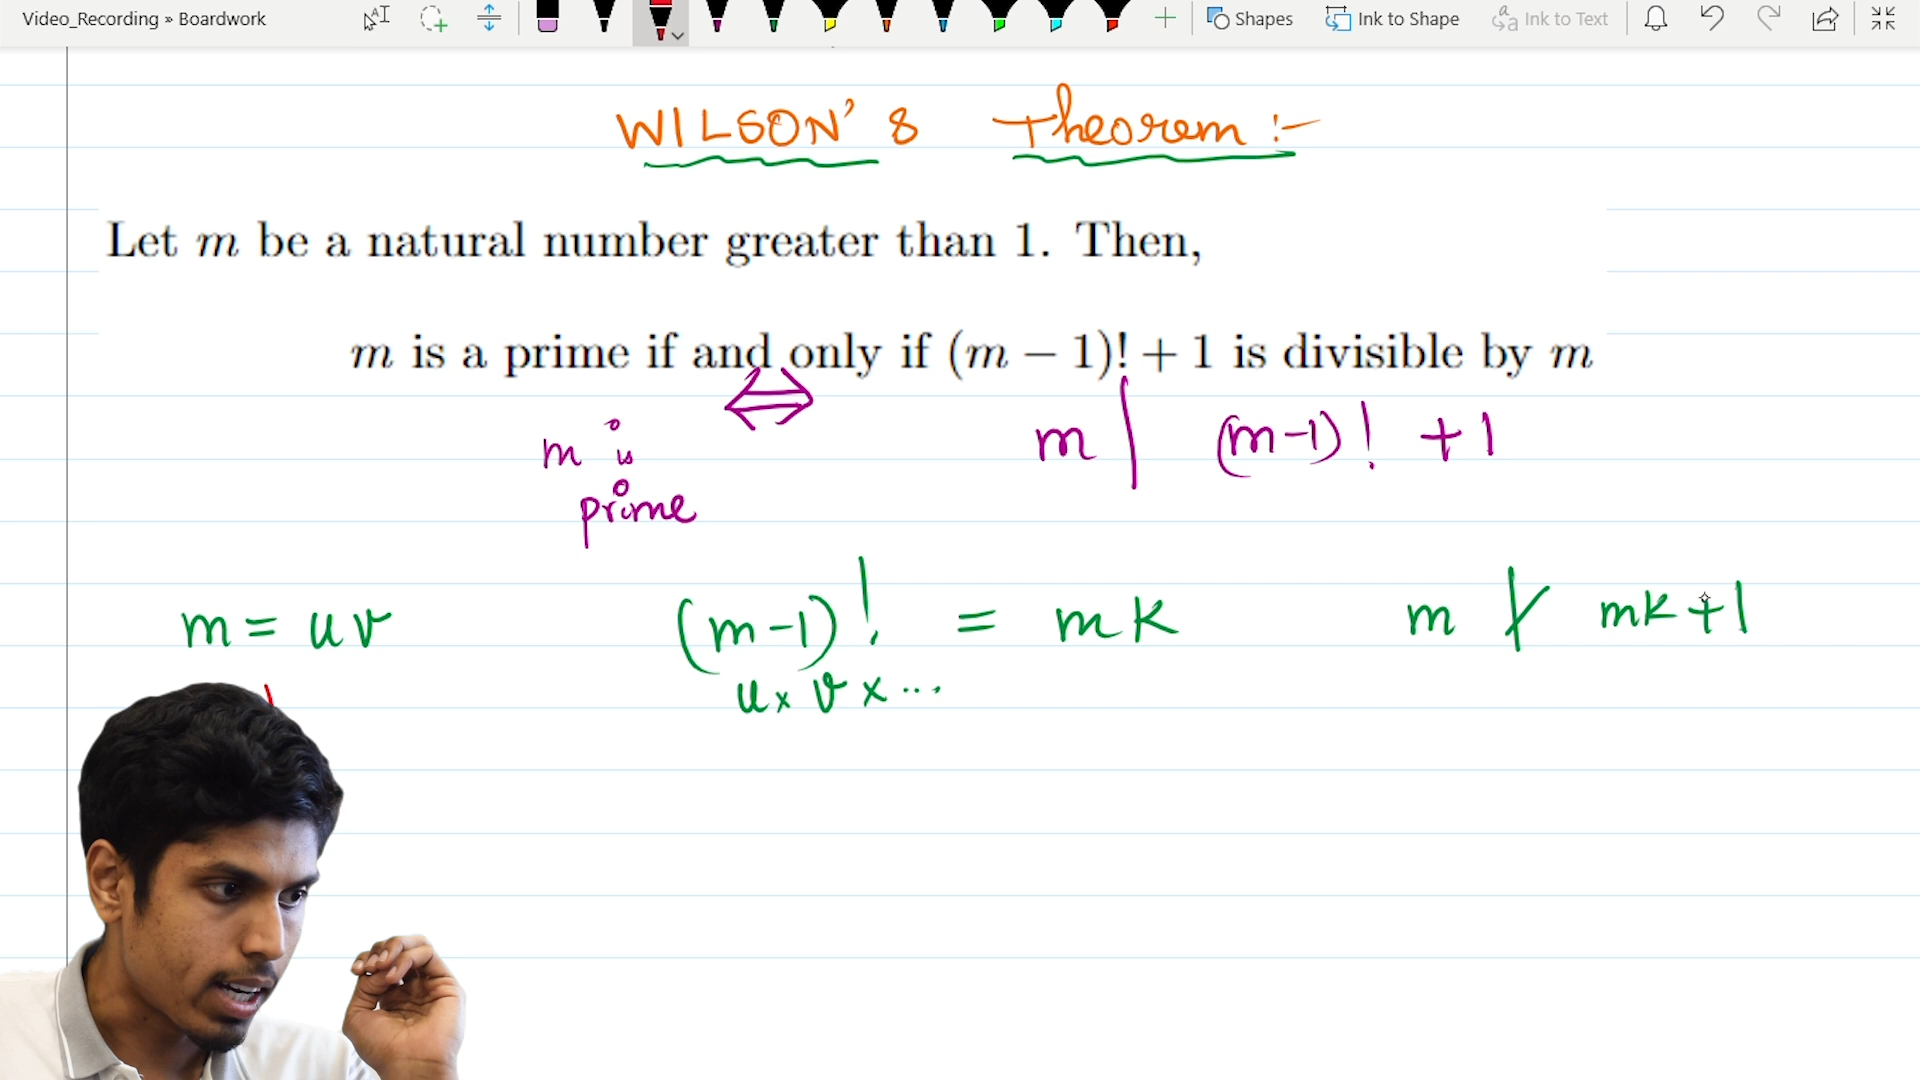 Video_Recording » Boardwork Shapes Ink to Shape Ink to Text
WILSON'S Theorem :-
Let m be a natural number greater than 1. Then,
m is a prime if and only if (m − 1)! + 1 is divisible by m
⇔
m is prime
m | (m-1)! +1
m = uv (m-1)! = mk m ∤ mk+1
u x v x ...